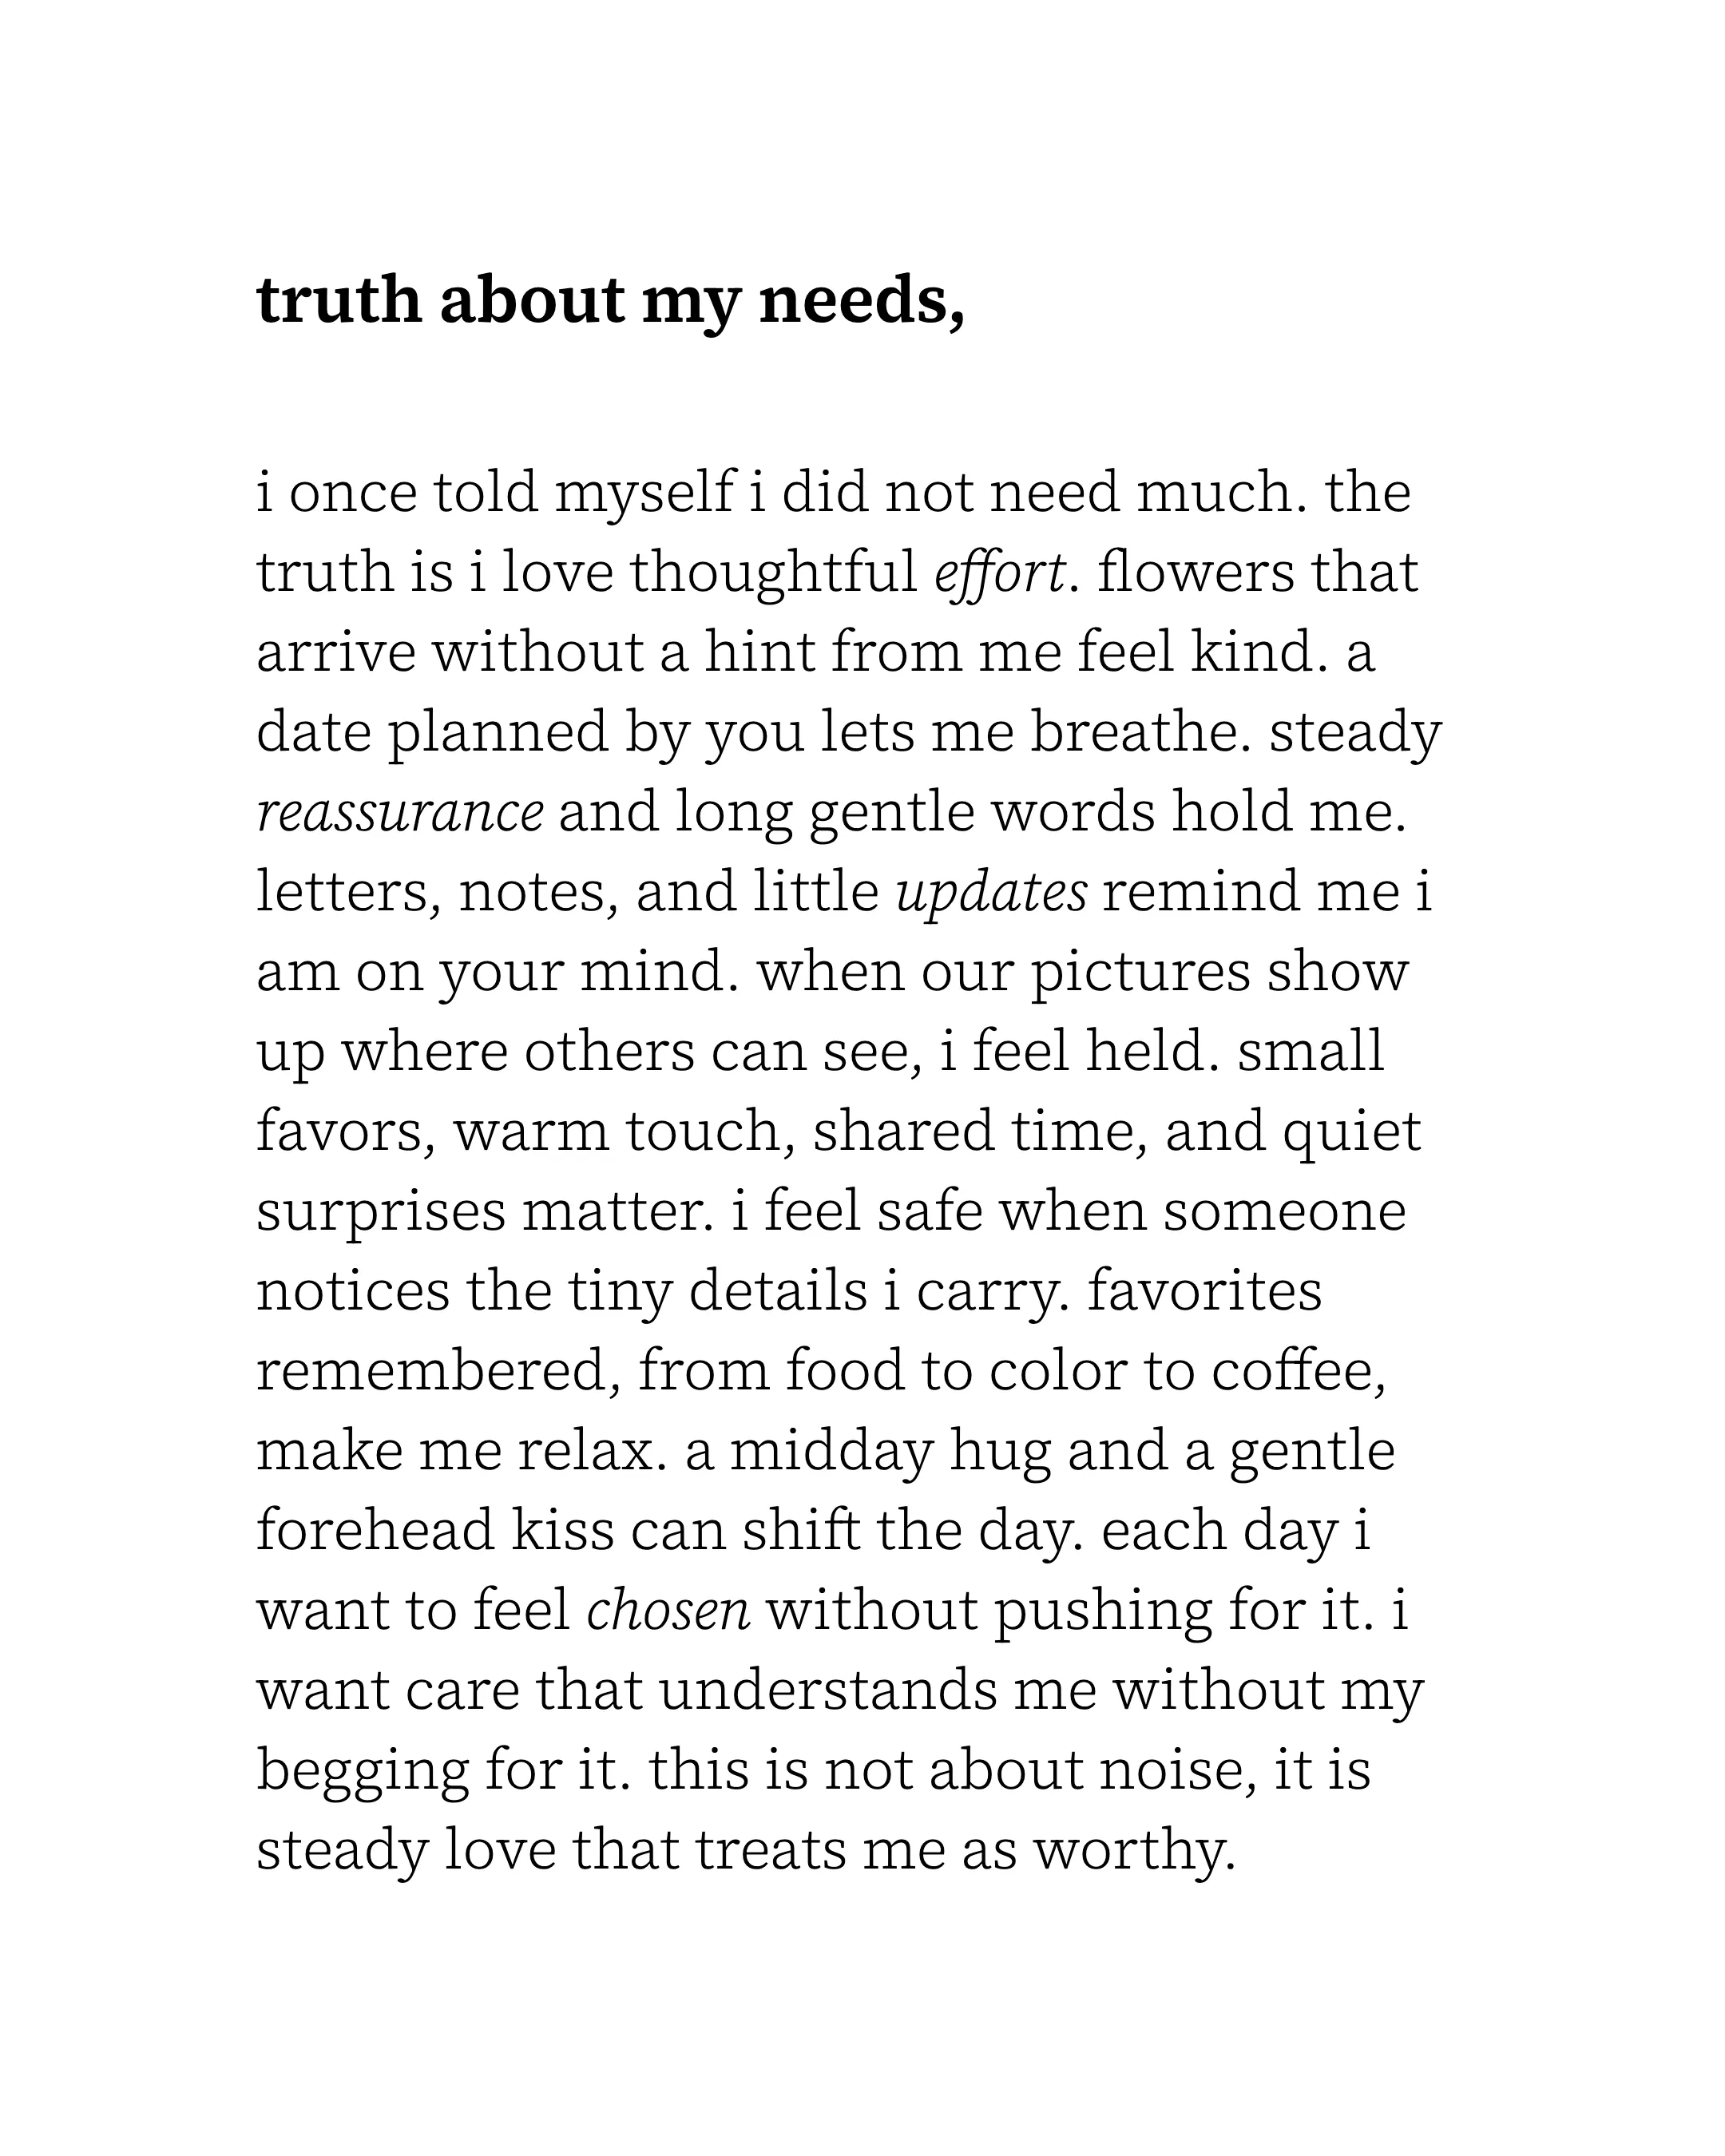 truth about my needs,
i once told myself i did not need much. the
truth is i love thoughtful effort. flowers that
arrive without a hint from me feel kind. a
date planned by you lets me breathe. steady
reassurance and long gentle words hold me.
letters, notes, and little updates remind me i
am on your mind. when our pictures show
up where others can see, i feel held. small
favors, warm touch, shared time, and quiet
surprises matter. i feel safe when someone
notices the tiny details i carry. favorites
remembered, from food to color to coffee,
make me relax. a midday hug and a gentle
forehead kiss can shift the day. each day i
want to feel chosen without pushing for it. i
want care that understands me without my
begging for it. this is not about noise, it is
steady love that treats me as worthy.